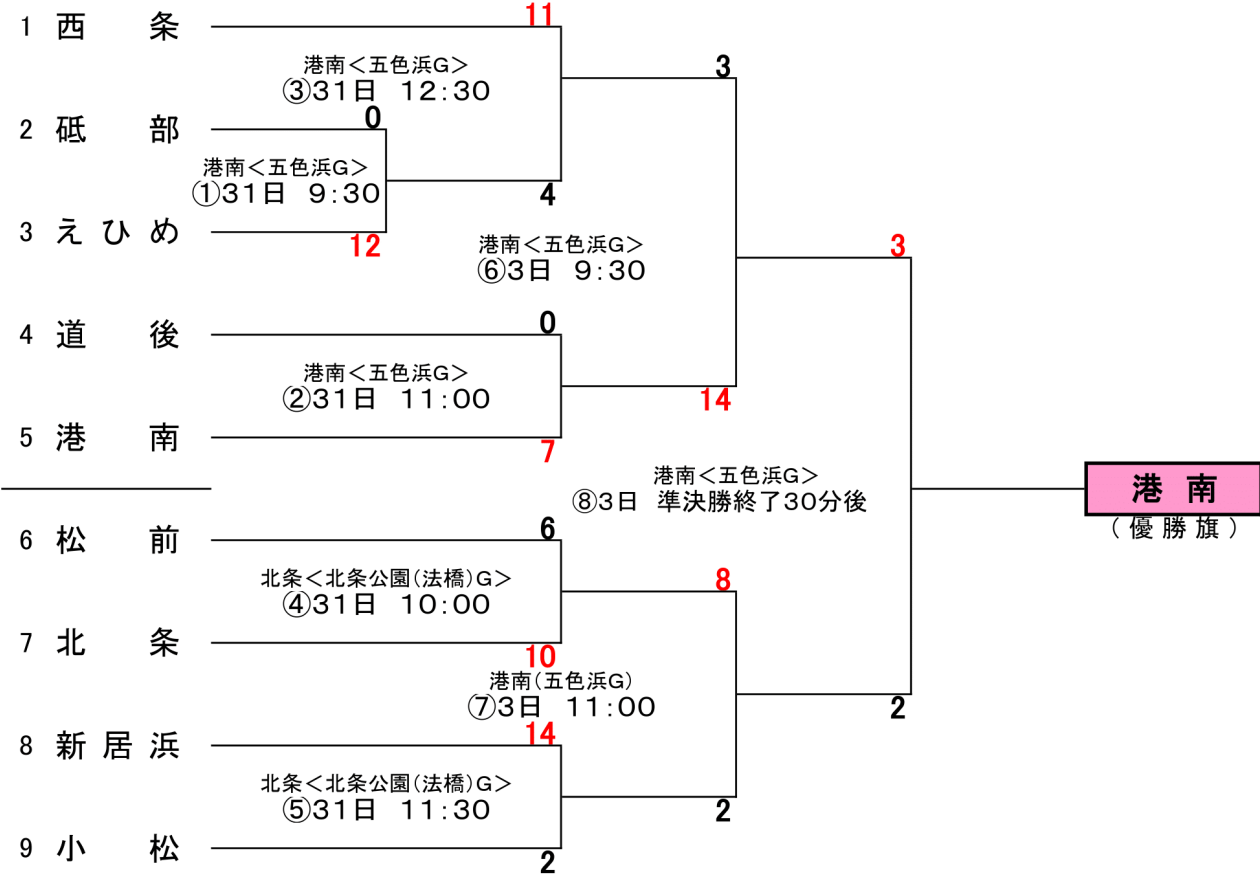 11
1 西 条
港南＜五色浜G＞
③31日 12：30
3
0
2 砥 部
港南＜五色浜G＞
①31日 9：30
4
3 え ひ め
12
港南＜五色浜G＞
⑥3日 9：30
3
0
4 道 後
港南＜五色浜G＞
②31日 11：00
14
5 港 南
7
港南＜五色浜G＞
⑧3日 準決勝終了30分後
港 南
（優勝旗）
6
6 松 前
北条＜北条公園（法橋）G＞
④31日 10：00
8
7 北 条
10
港南（五色浜G）
⑦3日 11：00
2
14
8 新 居 浜
北条＜北条公園（法橋）G＞
⑤31日 11：30
2
9 小 松
2